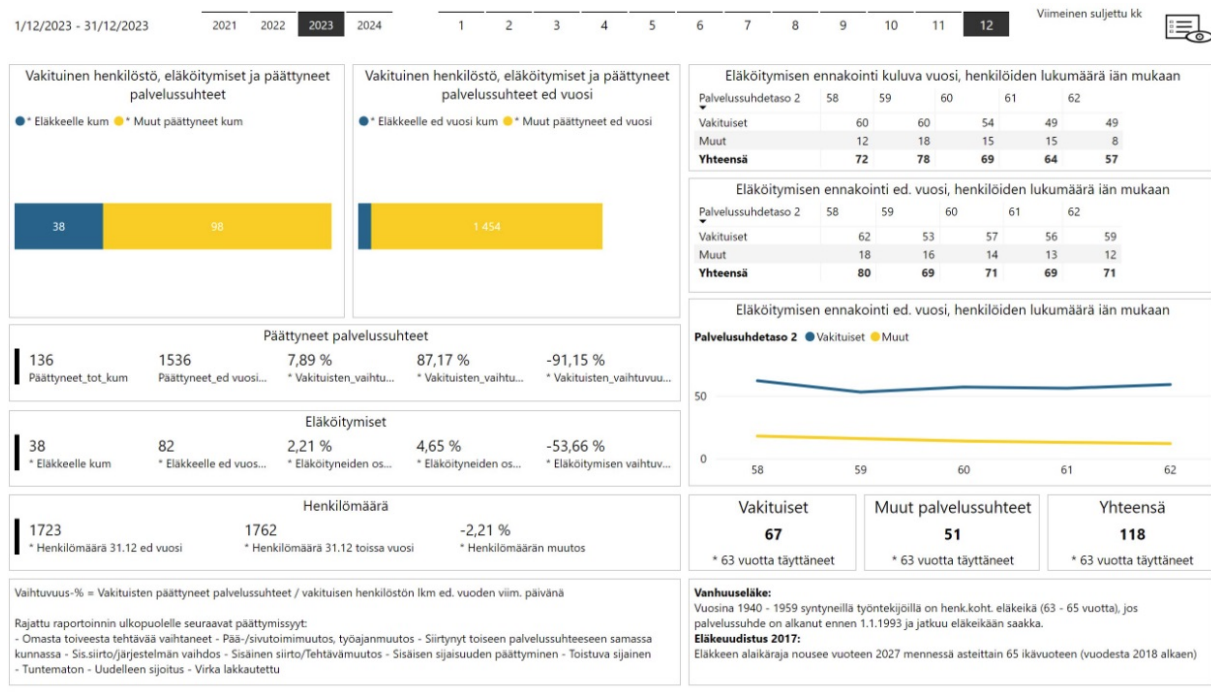 1/12/2023 - 31/12/2023
2021 2022 2023 2024
1 2 3 4 5 6 7 8 9 10 11 12
Viimeinen suljettu kk
Vakituinen henkilöstö, eläköitymiset ja päättyneet
palvelussuhteet
* Eläkkeelle kum * Muut päättyneet kum
38 98
Vakituinen henkilöstö, eläköitymiset ja päättyneet
palvelussuhteet ed vuosi
* Eläkkeelle ed vuosi kum * Muut päättyneet ed vuosi
1 454
Eläköitymisen ennakointi kuluva vuosi, henkilöiden lukumäärä iän mukaan
Palvelussuhdetaso 2 58 59 60 61 62
Vakituiset 60 60 54 49 49
Muut 12 18 15 15 8
Yhteensä 72 78 69 64 57
Eläköitymisen ennakointi ed. vuosi, henkilöiden lukumäärä iän mukaan
Palvelussuhdetaso 2 58 59 60 61 62
Vakituiset 62 53 57 56 59
Muut 18 16 14 13 12
Yhteensä 80 69 71 69 71
Päättyneet palvelussuhteet
136 1536 7,89 % 87,17 % -91,15 %
Päättyneet_tot_kum Päättyneet_ed vuosi... * Vakituisten_vaihtu... * Vakituisten_vaihtu... * Vakituisten_vaihtuvuu...
Eläköitymiset
38 82 2,21 % 4,65 % -53,66 %
* Eläkkeelle kum * Eläkkeelle ed vuos... * Eläköityneiden os... * Eläköityneiden os... * Eläköitymisen vaihtuv...
Henkilömäärä
1723 1762 -2,21 %
* Henkilömäärä 31.12 ed vuosi * Henkilömäärä 31.12 toissa vuosi * Henkilömäärän muutos
Eläköitymisen ennakointi ed. vuosi, henkilöiden lukumäärä iän mukaan
Palvelusuhdetaso 2 Vakituiset Muut
50
0
58 59 60 61 62
Vakituiset
67
* 63 vuotta täyttäneet
Muut palvelussuhteet
51
* 63 vuotta täyttäneet
Yhteensä
118
* 63 vuotta täyttäneet
Vaihtuvuus-% = Vakituisten päättyneet palvelussuhteet / vakituisen henkilöstön lkm ed. vuoden viim. päivänä
Rajattu raportoinnin ulkopuolelle seuraavat päättymissyyt:
- Omasta toiveesta tehtävää vaihtaneet - Pää-/sivutoimimuutos, työajanmuutos - Siirtynyt toiseen palvelussuhteeseen samassa
kunnassa - Sis.siirto/järjestelmän vaihdos - Sisäinen siirto/Tehtävämuutos - Sisäisen sijaisuuden päättyminen - Toistuva sijainen
- Tuntematon - Uudelleen sijoitus - Virka lakkautettu
Vanhuuseläke:
Vuosina 1940 - 1959 syntyneillä työntekijöillä on henk.koht. eläkeikä (63 - 65 vuotta), jos
palvelussuhde on alkanut ennen 1.1.1993 ja jatkuu eläkeikään saakka.
Eläkeuudistus 2017:
Eläkkeen alaikäraja nousee vuoteen 2027 mennessä asteittain 65 ikävuoteen (vuodesta 2018 alkaen)